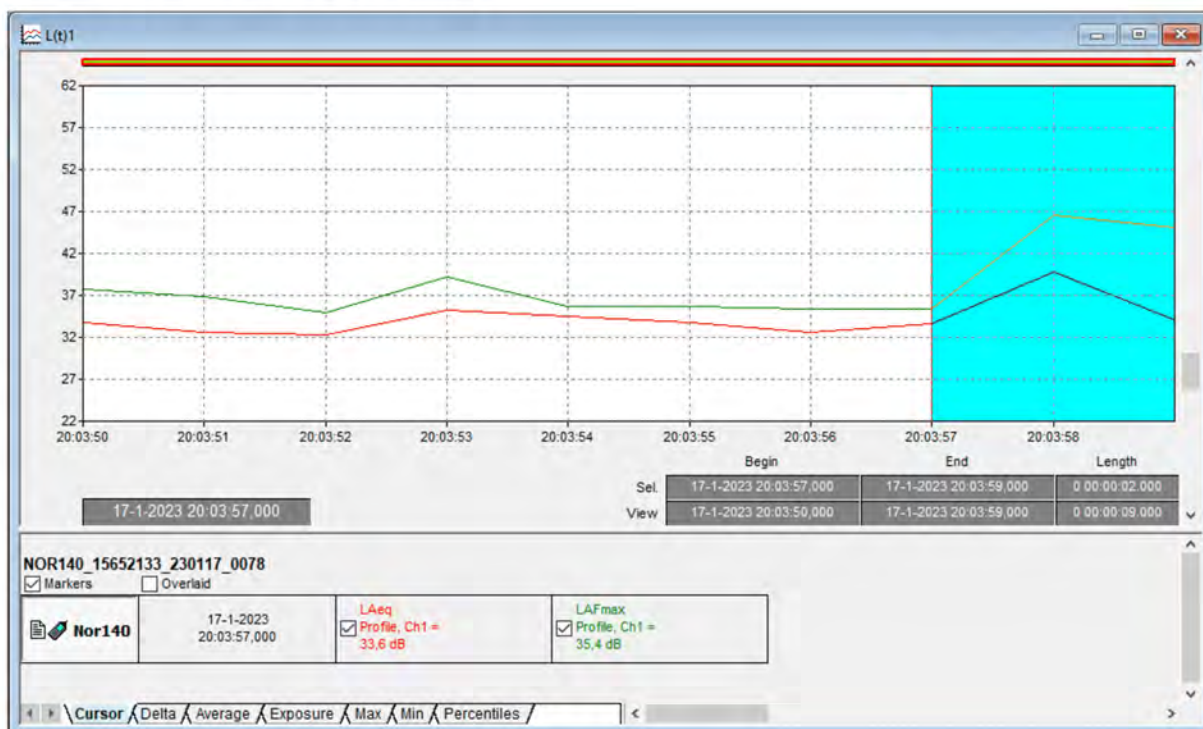 L(t)1
62
57
52
47
42
37
32
27
22
20:03:50 20:03:51 20:03:52 20:03:53 20:03:54 20:03:55 20:03:56 20:03:57 20:03:58
Begin End Length
Sel. 17-1-2023 20:03:57,000 17-1-2023 20:03:59,000 0 00:00:02.000
17-1-2023 20:03:57,000 View 17-1-2023 20:03:50,000 17-1-2023 20:03:59,000 0 00:00:09.000
NOR140_15652133_230117_0078
Markers Overlaid
Nor140
17-1-2023
20:03:57,000
LAeq
Profile, Ch1 =
33,6 dB
LAFmax
Profile, Ch1 =
35,4 dB
Cursor Delta Average Exposure Max Min Percentiles